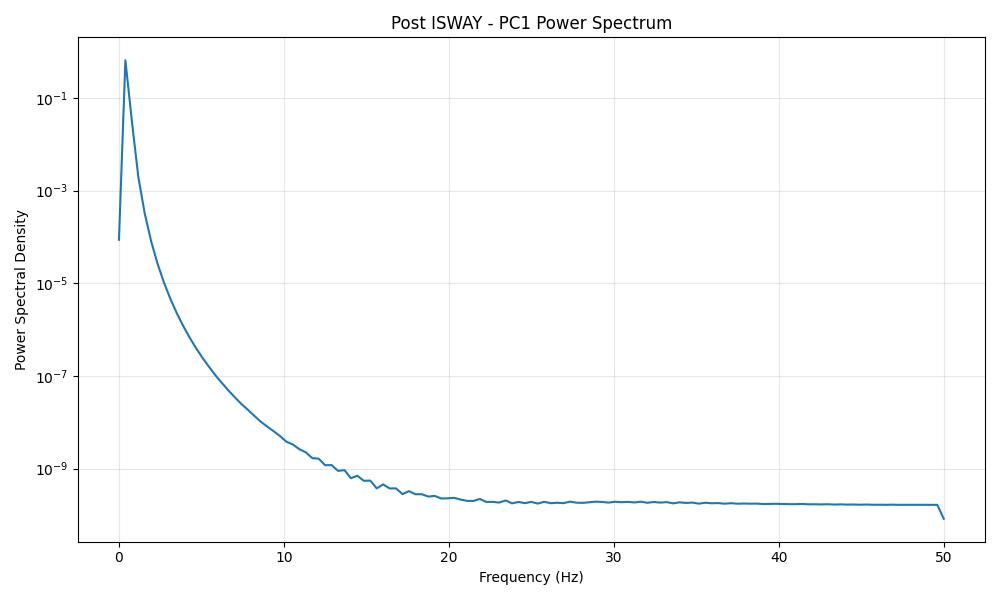 Post ISWAY - PC1 Power Spectrum
Power Spectral Density
10⁻¹
10⁻³
10⁻⁵
10⁻⁷
10⁻⁹
0 10 20 30 40 50
Frequency (Hz)